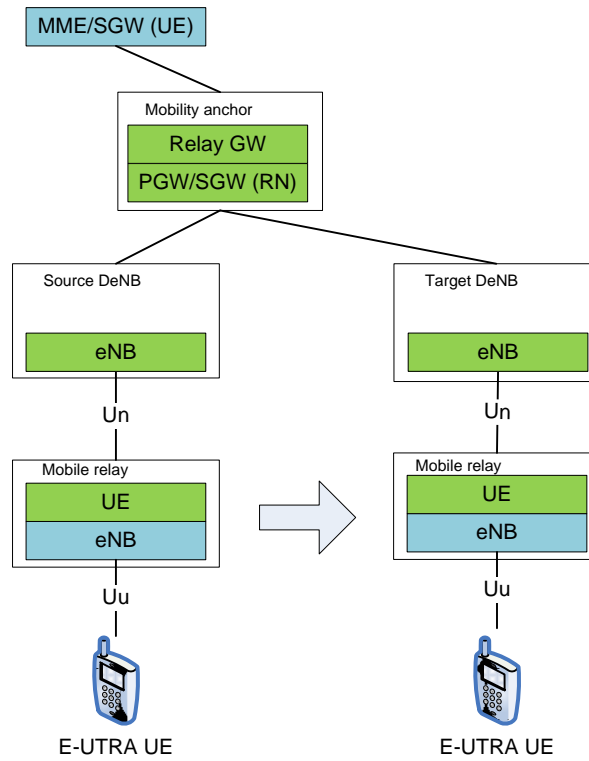 MME/SGW (UE)
Mobility anchor
Relay GW
PGW/SGW (RN)
Source DeNB
Target DeNB
eNB
eNB
Un
Un
Mobile relay
Mobile relay
UE
UE
eNB
eNB
Uu
Uu
E-UTRA UE
E-UTRA UE